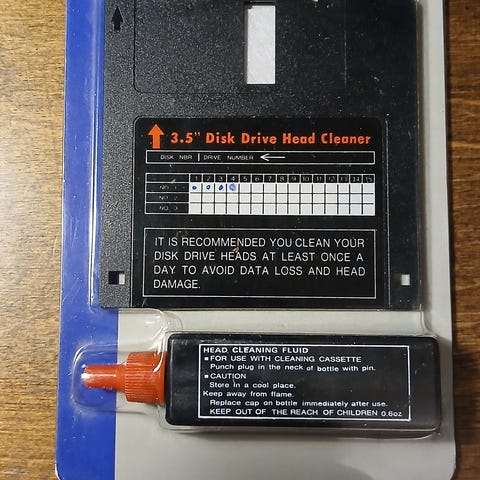 3.5" Disk Drive Head Cleaner
DISK NBR | DRIVE NUMBER
1 2 3 4 5 6 7 8 9 10 11 12 13 14 15
NO. 1
NO. 2
NO. 3
IT IS RECOMMENDED YOU CLEAN YOUR
DISK DRIVE HEADS AT LEAST ONCE A
DAY TO AVOID DATA LOSS AND HEAD
DAMAGE.
HEAD CLEANING FLUID
■ FOR USE WITH CLEANING CASSETTE
Punch plug in the neck of bottle with pin.
■ CAUTION
Store in a cool place.
Keep away from flame.
Replace cap on bottle immediately after use.
KEEP OUT OF THE REACH OF CHILDREN 0.6oz